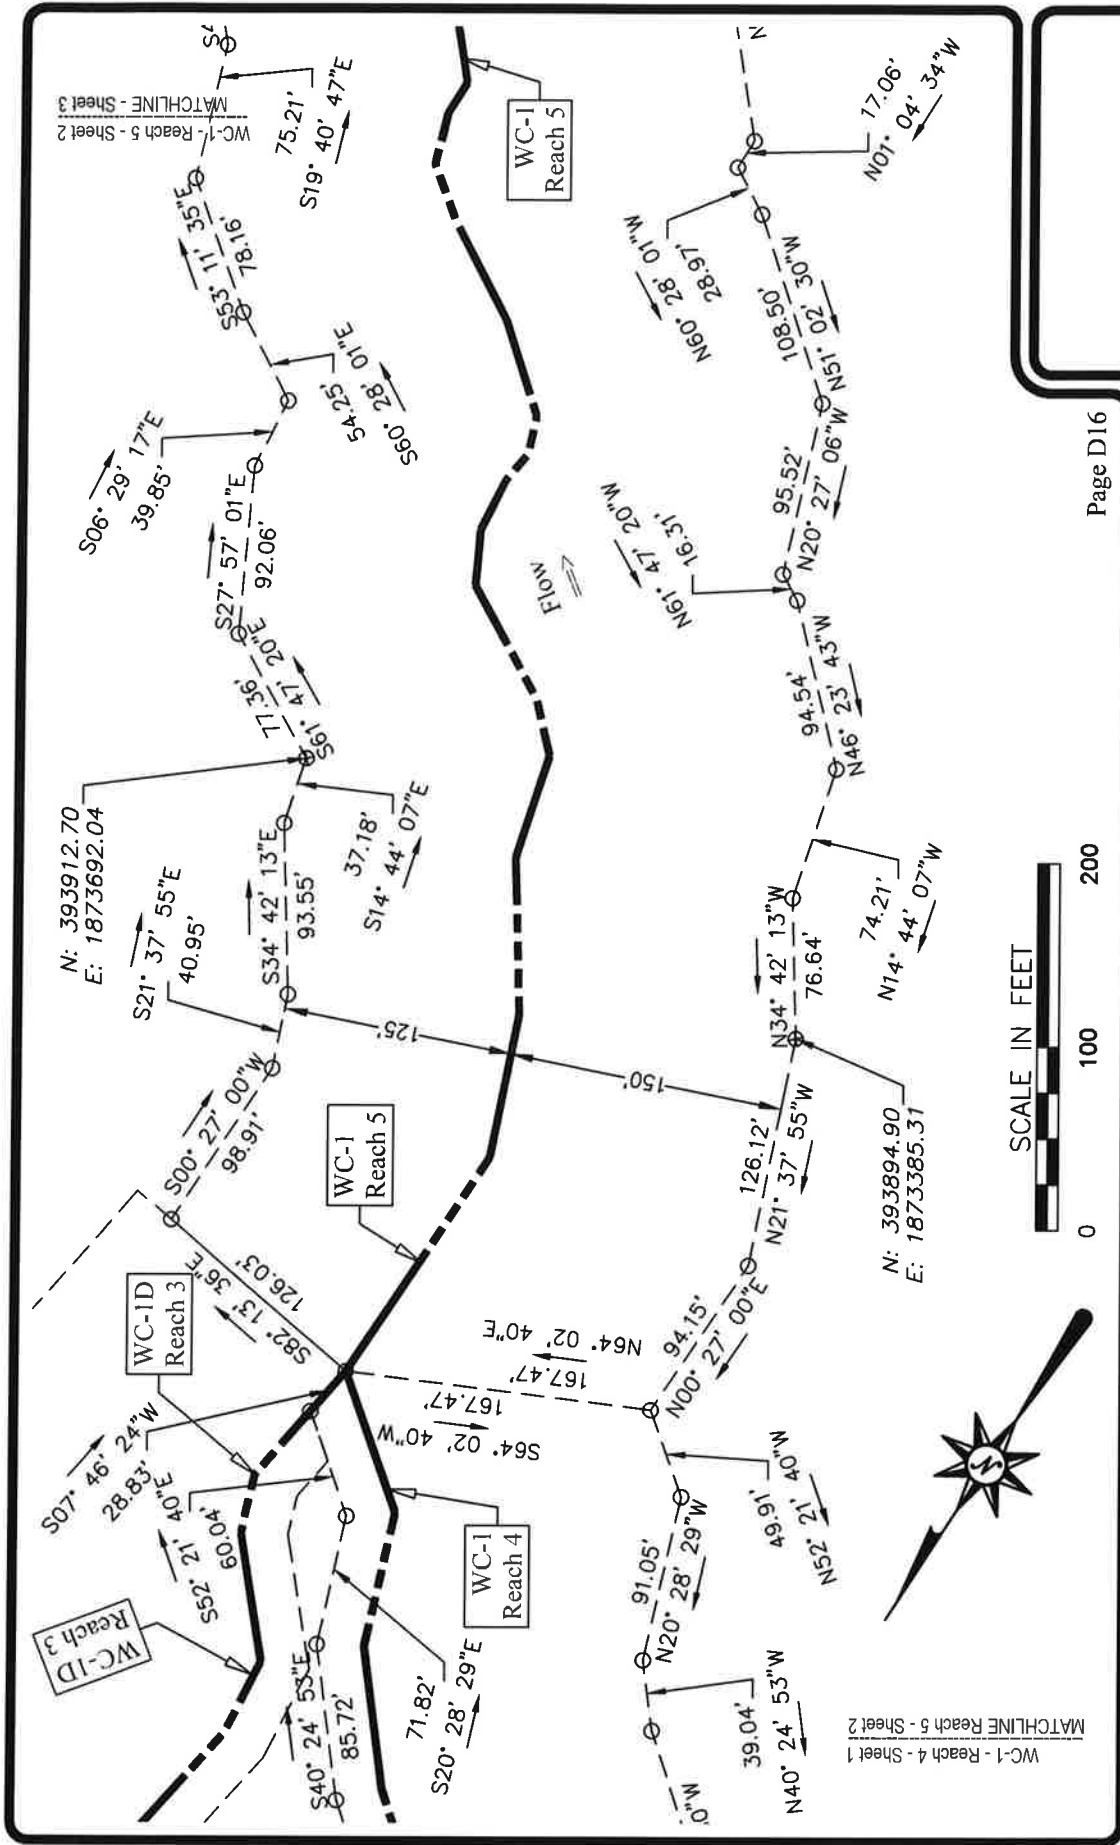 WC-1 - Reach 5 - Sheet 2
MATCHLINE - Sheet 3
75.21'
S19° 40' 47"E
S53° 11' 35"E
78.16'
54.25'
S60° 28' 01"E
S06° 29' 17"E
39.85'
S27° 57' 01"E
92.06'
77.36'
S61° 47' 20"E
N: 393912.70
E: 1873692.04
37.18'
S14° 44' 07"E
S34° 42' 13"E
93.55'
S21° 37' 55"E
40.95'
S00° 27' 00"W
98.91'
S82° 13' 36"E
126.03'
WC-1D
Reach 3
S07° 46' 24"W
28.83'
S52° 21' 40"E
60.04'
WC-1D
Reach 3
S40° 24' 53"E
85.72'
71.82'
S20° 28' 29"E
WC-1
Reach 4
WC-1
Reach 5
WC-1
Reach 5
125'
150'
Flow
S64° 02' 40"W
167.47'
N64° 02' 40"E
167.47'
N
17.06'
N01° 04' 34"W
N60° 28' 01"W
28.97'
108.50'
N51° 02' 30"W
95.52'
N20° 27' 06"W
N61° 47' 20"W
16.31'
94.54'
N46° 23' 43"W
74.21'
N14° 44' 07"W
N34° 42' 13"W
76.64'
N: 393894.90
E: 1873385.31
126.12'
N21° 37' 55"W
94.15'
N00° 27' 00"E
49.91'
N52° 21' 40"W
91.05'
N20° 28' 29"W
39.04'
N40° 24' 53"W
0"W
WC-1 - Reach 4 - Sheet 1
MATCHLINE Reach 5 - Sheet 2
N
SCALE IN FEET
0 100 200
Page D16